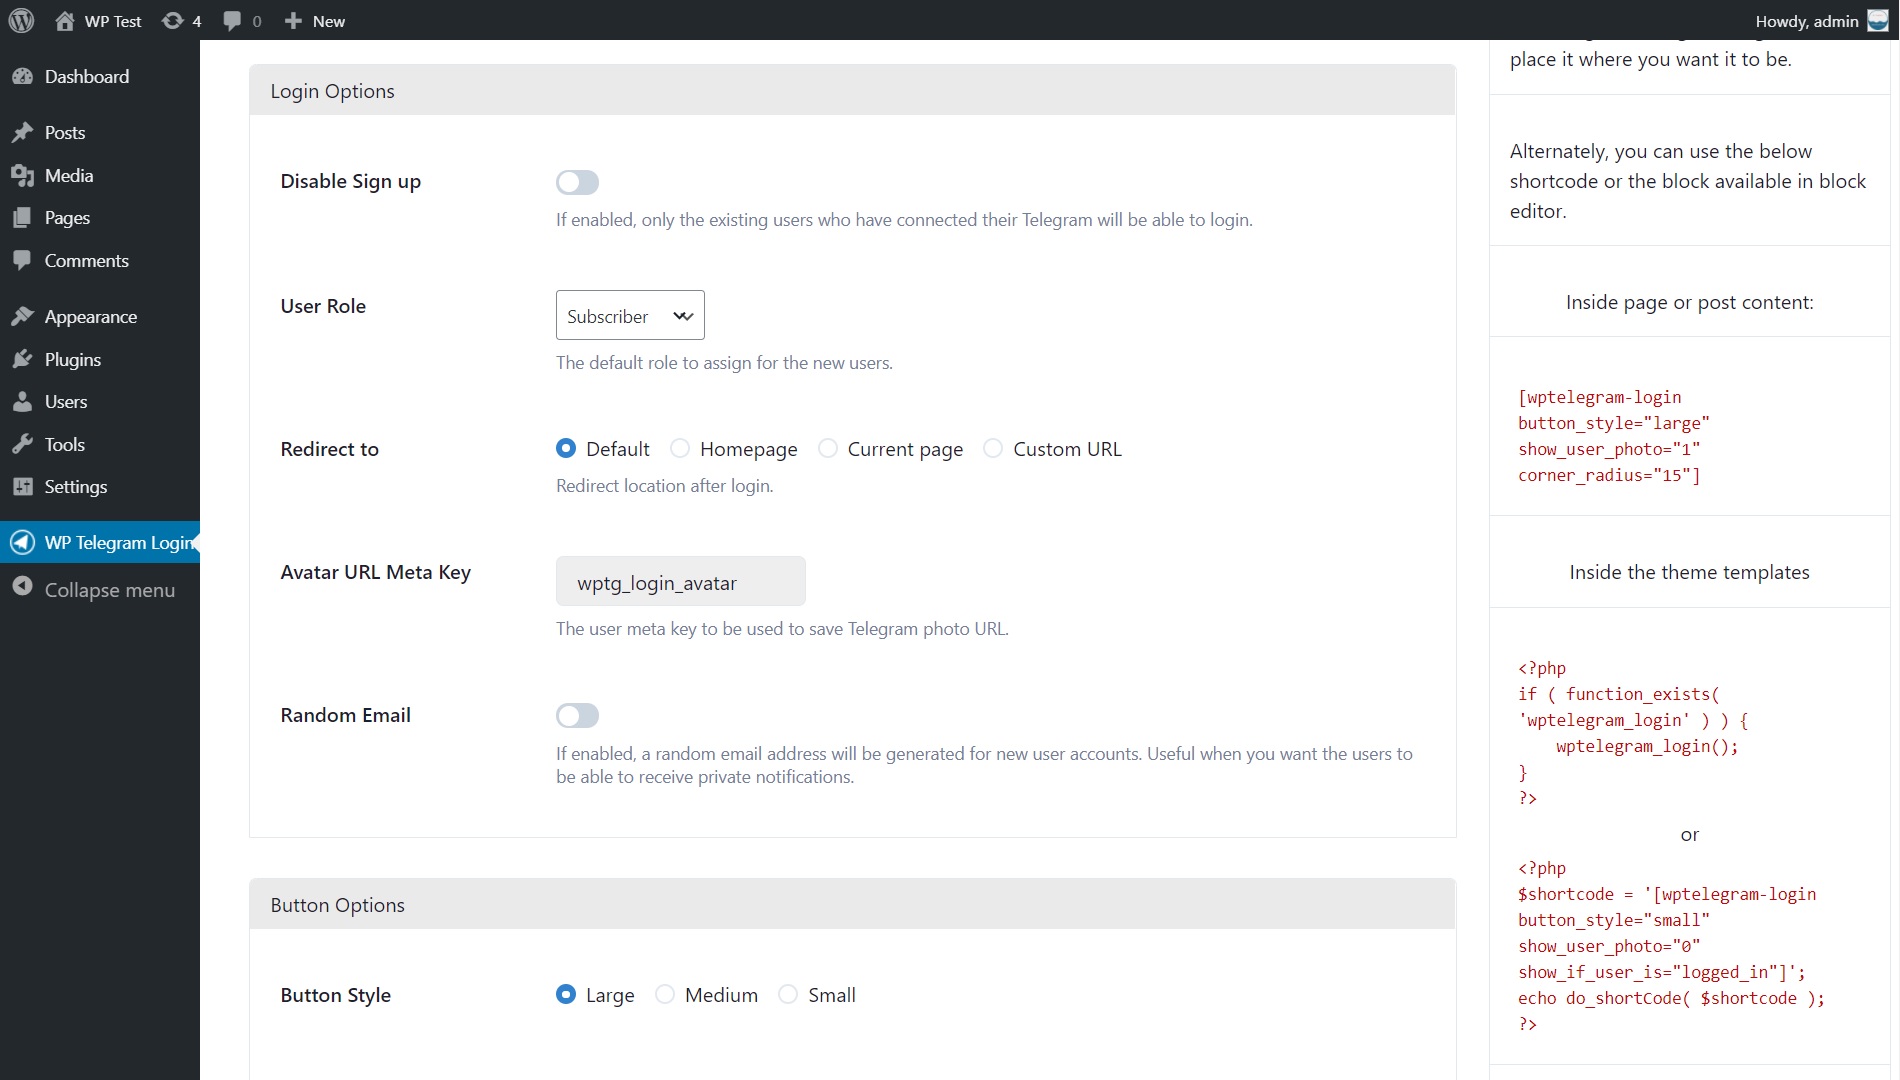 WP Test
4
0
New
Howdy, admin
Dashboard
Posts
Media
Pages
Comments
Appearance
Plugins
Users
Tools
Settings
WP Telegram Login
Collapse menu
Login Options
Disable Sign up
If enabled, only the existing users who have connected their Telegram will be able to login.
User Role
Subscriber
The default role to assign for the new users.
Redirect to
Default
Homepage
Current page
Custom URL
Redirect location after login.
Avatar URL Meta Key
wptg_login_avatar
The user meta key to be used to save Telegram photo URL.
Random Email
If enabled, a random email address will be generated for new user accounts. Useful when you want the users to
be able to receive private notifications.
Button Options
Button Style
Large
Medium
Small
place it where you want it to be.
Alternately, you can use the below
shortcode or the block available in block
editor.
Inside page or post content:
[wptelegram-login
button_style="large"
show_user_photo="1"
corner_radius="15"]
Inside the theme templates
<?php
if ( function_exists(
'wptelegram_login' ) ) {
wptelegram_login();
}
?>
or
<?php
$shortcode = '[wptelegram-login
button_style="small"
show_user_photo="0"
show_if_user_is="logged_in"]';
echo do_shortCode( $shortcode );
?>